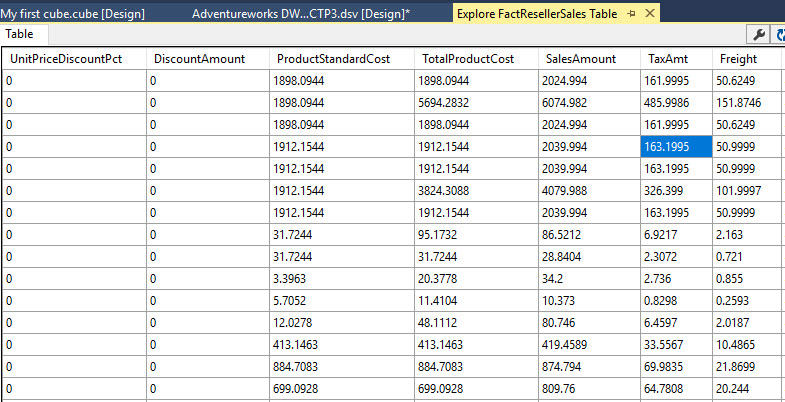 My first cube.cube [Design] Adventureworks DW...CTP3.dsv [Design]* Explore FactResellerSales Table
Table
UnitPriceDiscountPct DiscountAmount ProductStandardCost TotalProductCost SalesAmount TaxAmt Freight
0 0 1898.0944 1898.0944 2024.994 161.9995 50.6249
0 0 1898.0944 5694.2832 6074.982 485.9986 151.8746
0 0 1898.0944 1898.0944 2024.994 161.9995 50.6249
0 0 1912.1544 1912.1544 2039.994 163.1995 50.9999
0 0 1912.1544 1912.1544 2039.994 163.1995 50.9999
0 0 1912.1544 3824.3088 4079.988 326.399 101.9997
0 0 1912.1544 1912.1544 2039.994 163.1995 50.9999
0 0 31.7244 95.1732 86.5212 6.9217 2.163
0 0 31.7244 31.7244 28.8404 2.3072 0.721
0 0 3.3963 20.3778 34.2 2.736 0.855
0 0 5.7052 11.4104 10.373 0.8298 0.2593
0 0 12.0278 48.1112 80.746 6.4597 2.0187
0 0 413.1463 413.1463 419.4589 33.5567 10.4865
0 0 884.7083 884.7083 874.794 69.9835 21.8699
0 0 699.0928 699.0928 809.76 64.7808 20.244